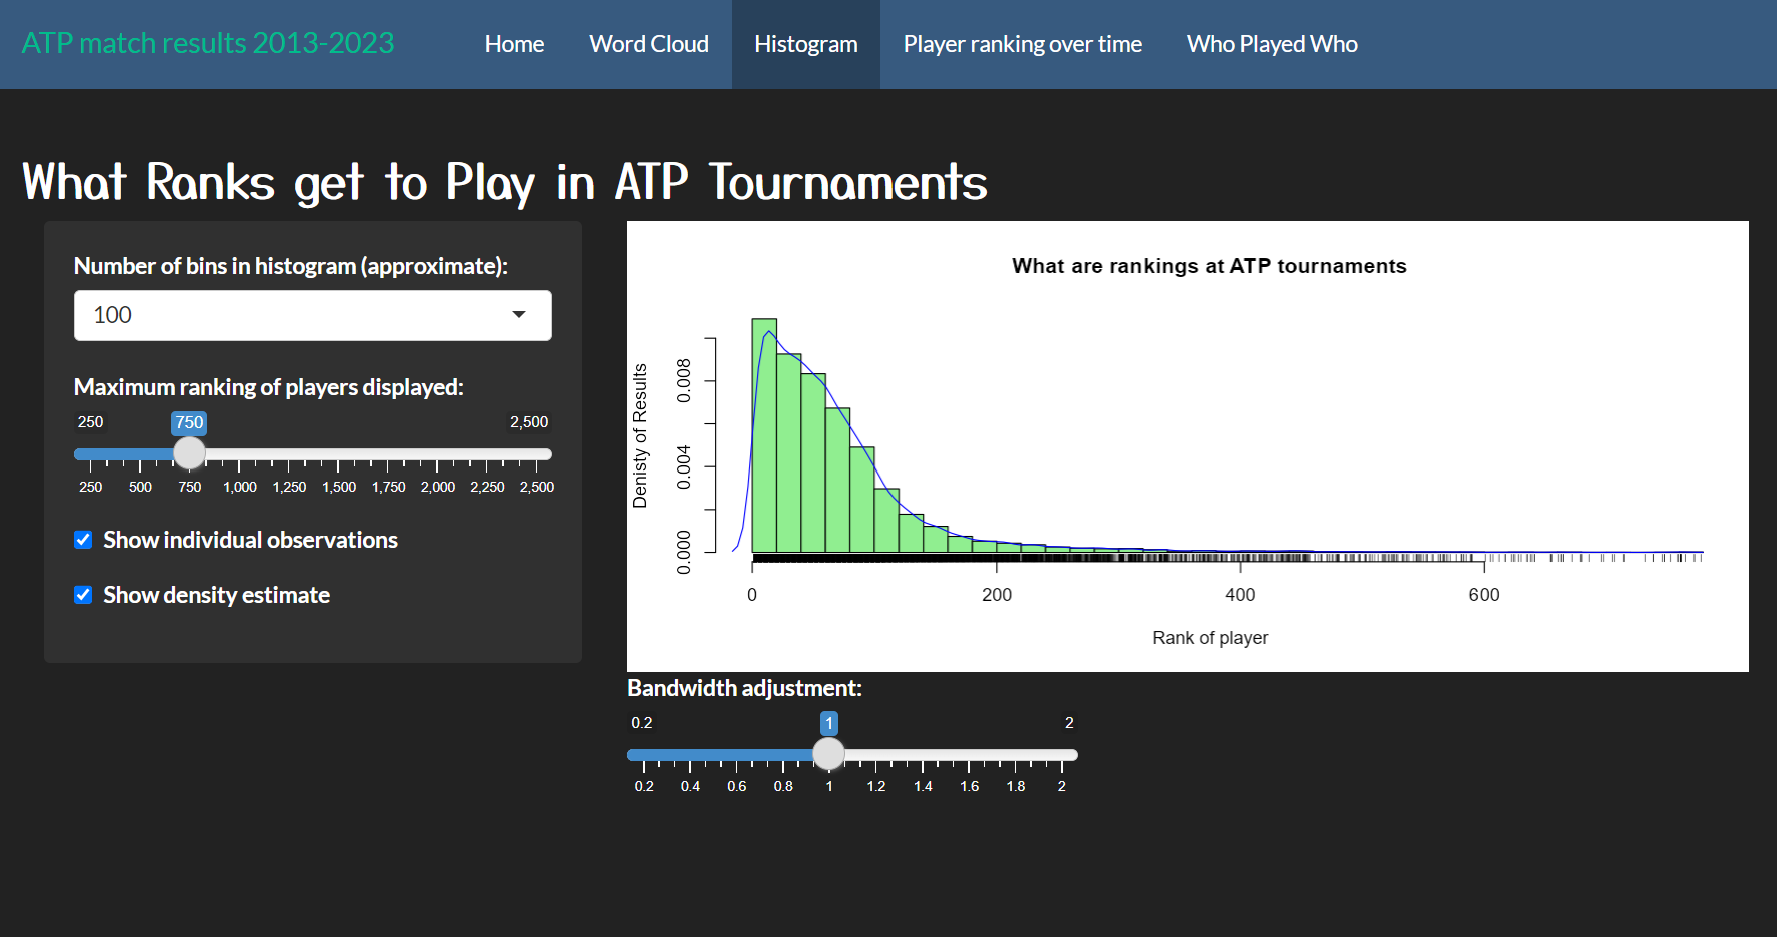 ATP match results 2013-2023 Home Word Cloud Histogram Player ranking over time Who Played Who
What Ranks get to Play in ATP Tournaments
Number of bins in histogram (approximate):
100
Maximum ranking of players displayed:
250 750 2,500
250 500 750 1,000 1,250 1,500 1,750 2,000 2,250 2,500
Show individual observations
Show density estimate
What are rankings at ATP tournaments
Denisty of Results
0.008
0.004
0.000
0 200 400 600
Rank of player
Bandwidth adjustment:
0.2 1 2
0.2 0.4 0.6 0.8 1 1.2 1.4 1.6 1.8 2